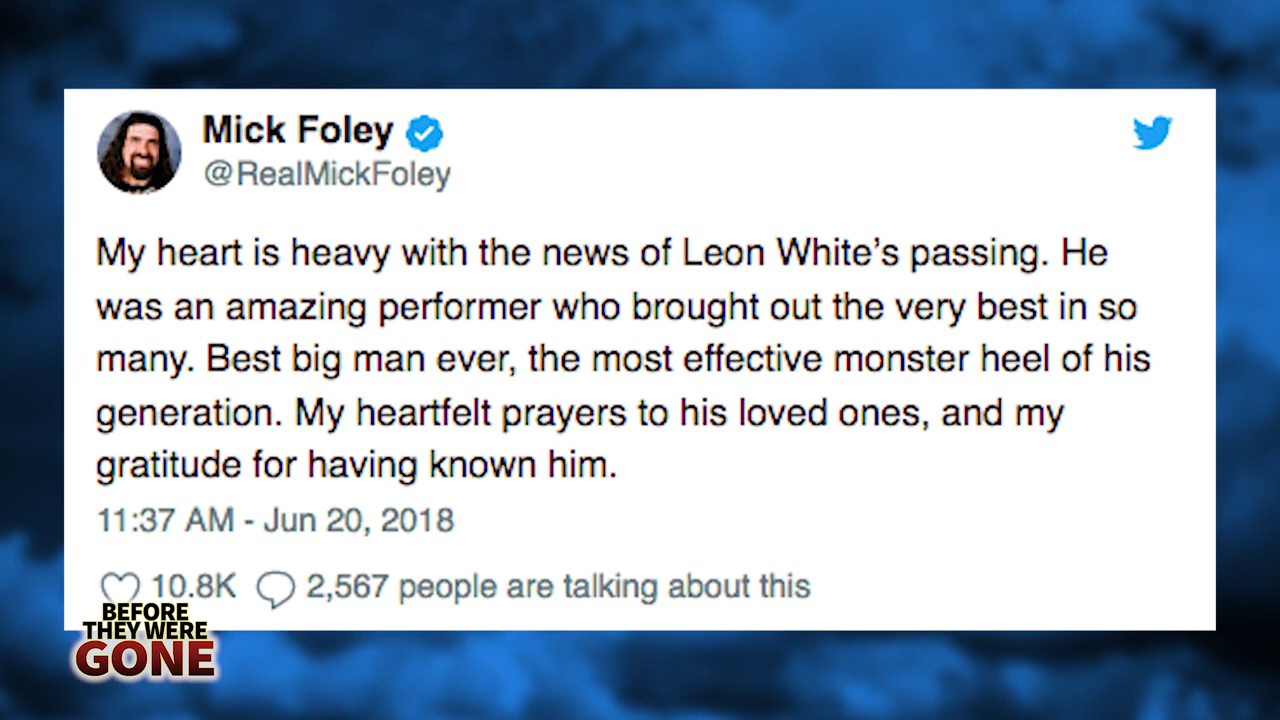 Mick Foley
@RealMickFoley
My heart is heavy with the news of Leon White’s passing. He
was an amazing performer who brought out the very best in so
many. Best big man ever, the most effective monster heel of his
generation. My heartfelt prayers to his loved ones, and my
gratitude for having known him.
11:37 AM - Jun 20, 2018
10.8K 2,567 people are talking about this
BEFORE
THEY WERE
GONE